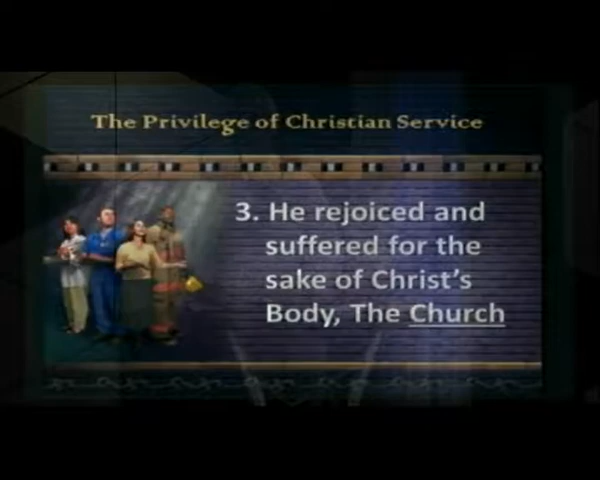 The Privilege of Christian Service
3. He rejoiced and
suffered for the
sake of Christ's
Body, The Church